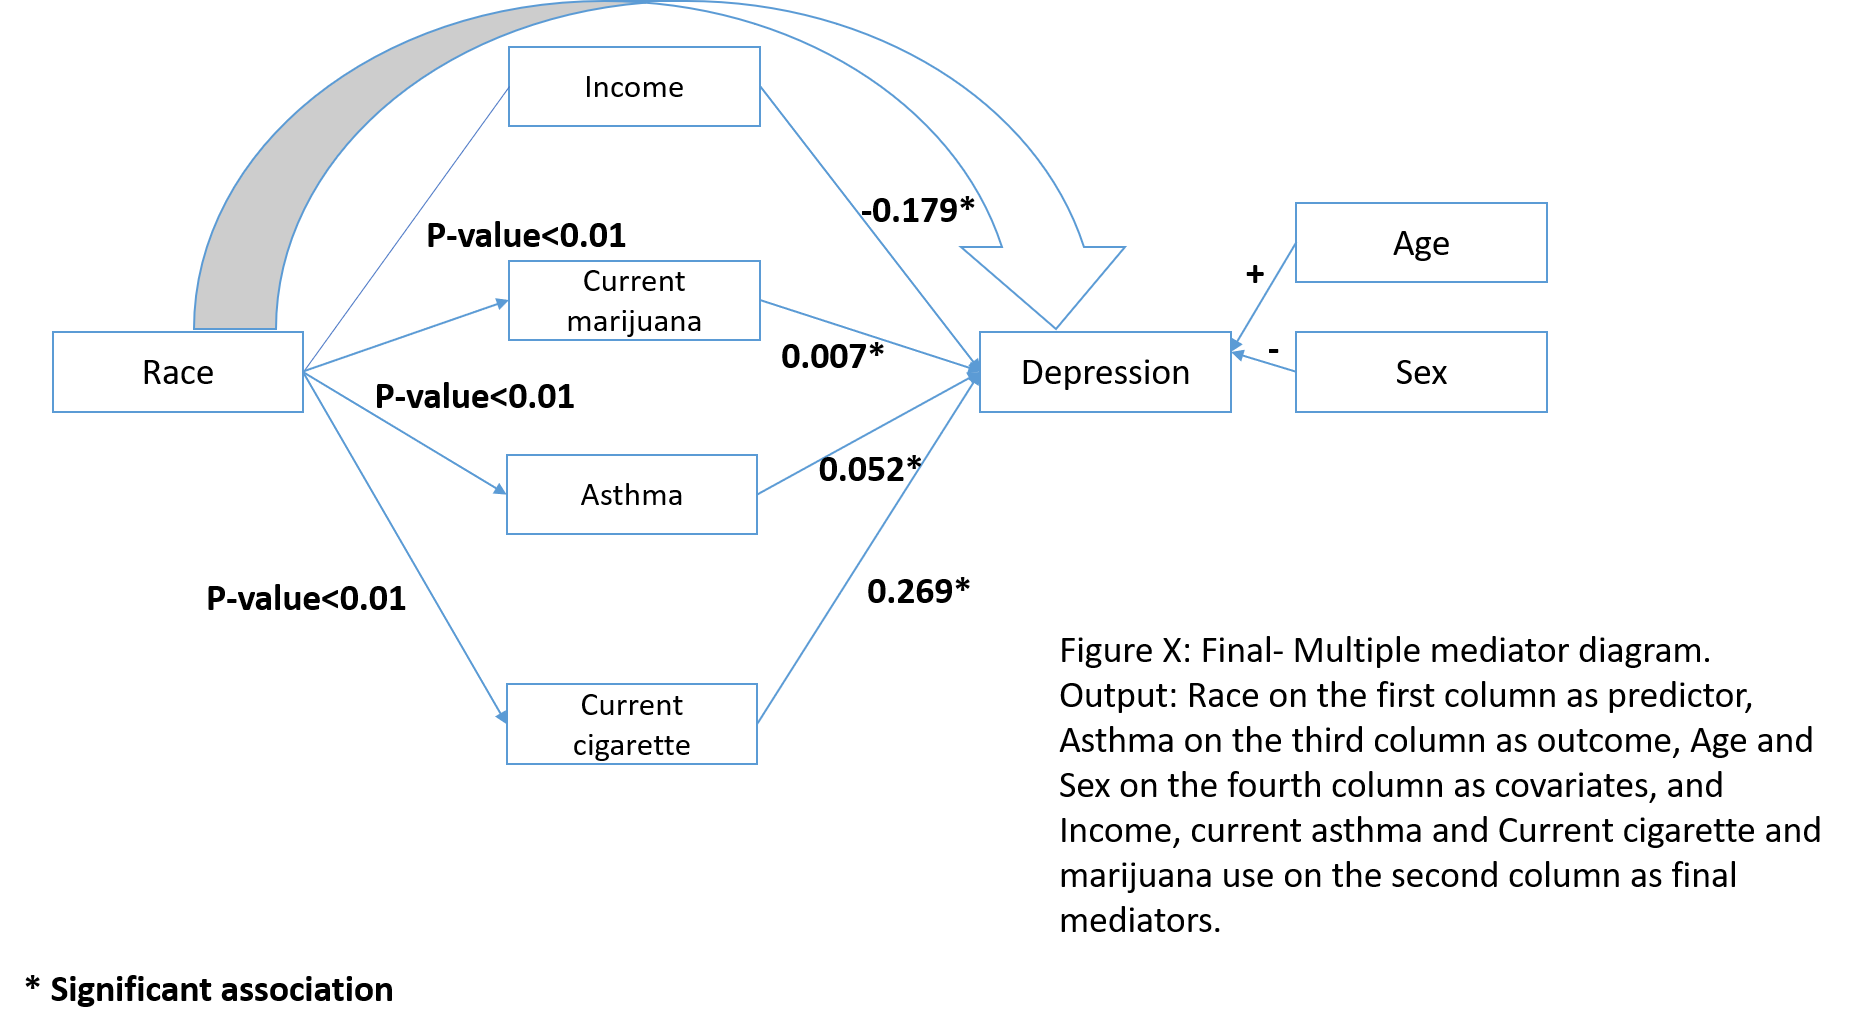 Income
-0.179*
Age
P-value<0.01
+
Current
marijuana
0.007*
-
Race
Depression
Sex
P-value<0.01
0.052*
Asthma
P-value<0.01
0.269*
Current
cigarette
Figure X: Final- Multiple mediator diagram.
Output: Race on the first column as predictor,
Asthma on the third column as outcome, Age and
Sex on the fourth column as covariates, and
Income, current asthma and Current cigarette and
marijuana use on the second column as final
mediators.
* Significant association